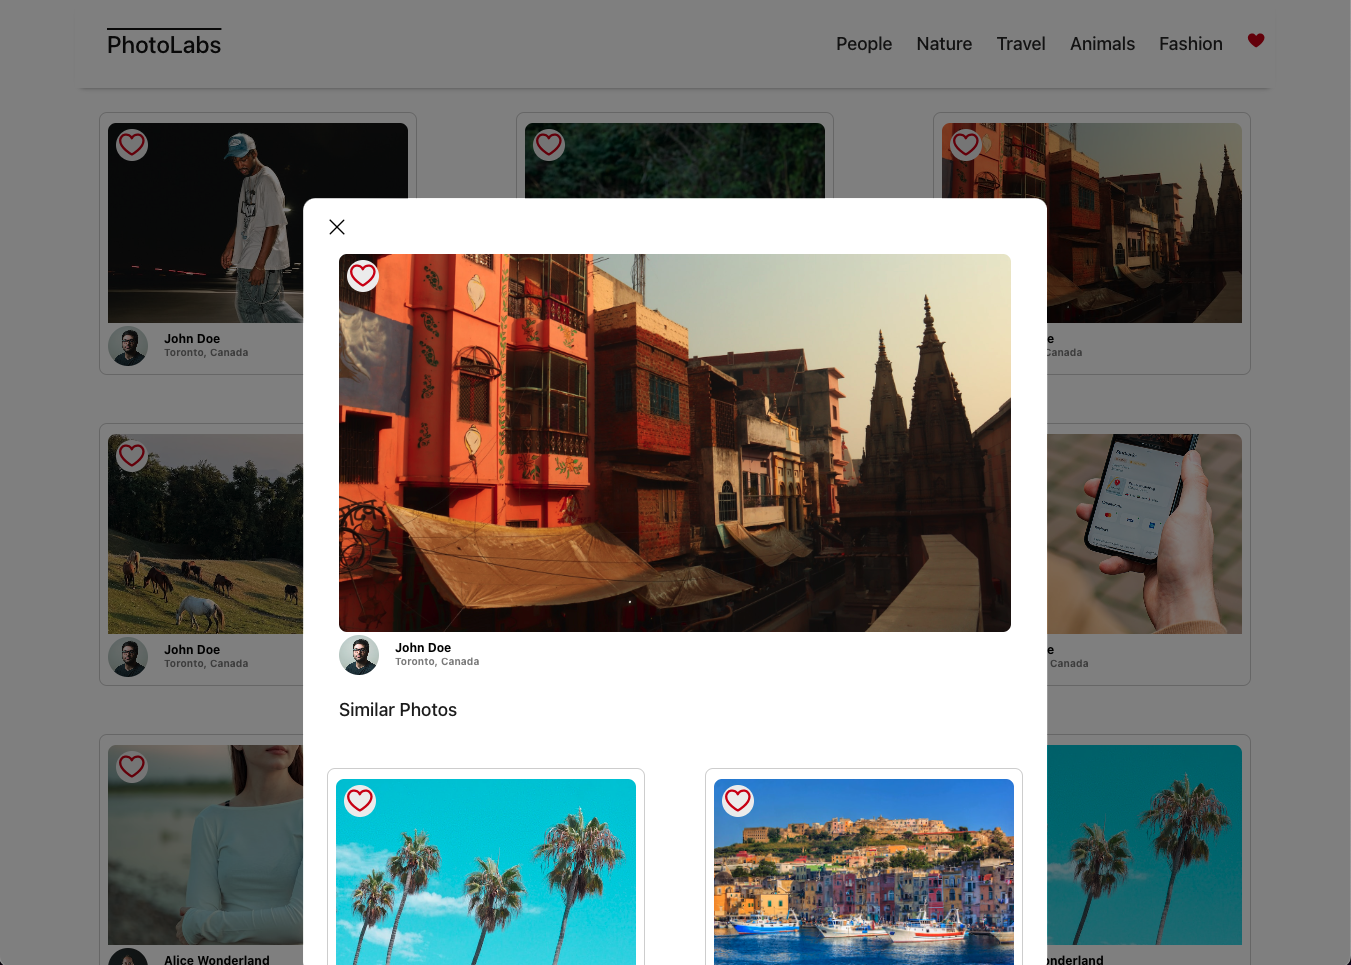 PhotoLabs
People Nature Travel Animals Fashion
John Doe
Toronto, Canada
e
Canada
John Doe
Toronto, Canada
Similar Photos
John Doe
Toronto, Canada
e
Canada
Alice Wonderland
onderland